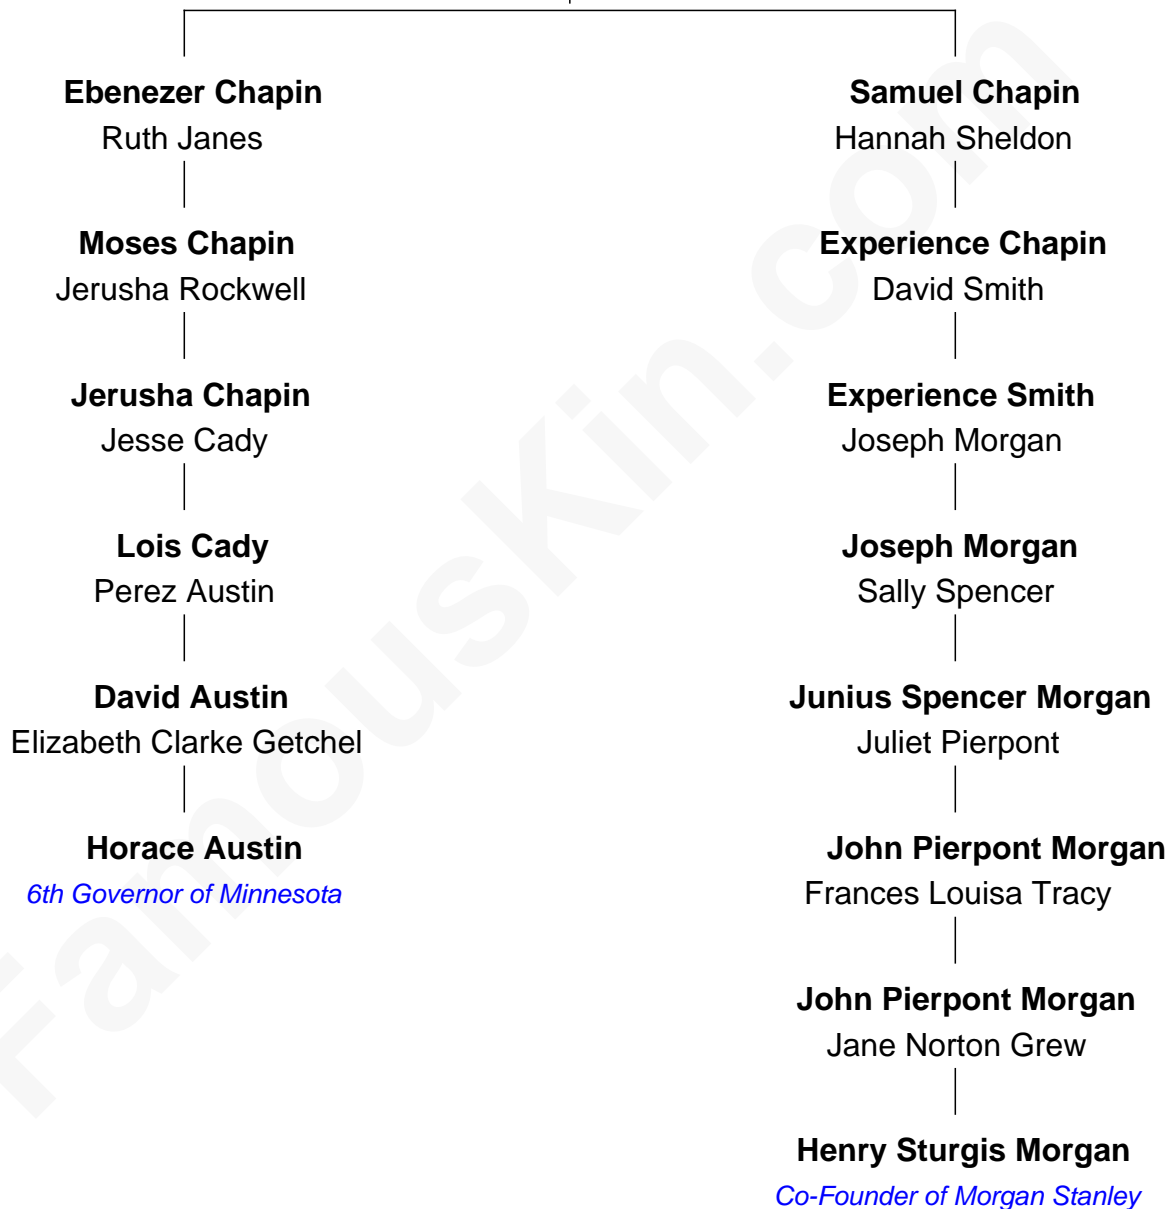 Ebenezer Chapin
Ruth Janes
Moses Chapin
Jerusha Rockwell
Jerusha Chapin
Jesse Cady
Lois Cady
Perez Austin
David Austin
Elizabeth Clarke Getchel
Horace Austin
6th Governor of Minnesota
Samuel Chapin
Hannah Sheldon
Experience Chapin
David Smith
Experience Smith
Joseph Morgan
Joseph Morgan
Sally Spencer
Junius Spencer Morgan
Juliet Pierpont
John Pierpont Morgan
Frances Louisa Tracy
John Pierpont Morgan
Jane Norton Grew
Henry Sturgis Morgan
Co-Founder of Morgan Stanley
FamousKin.com